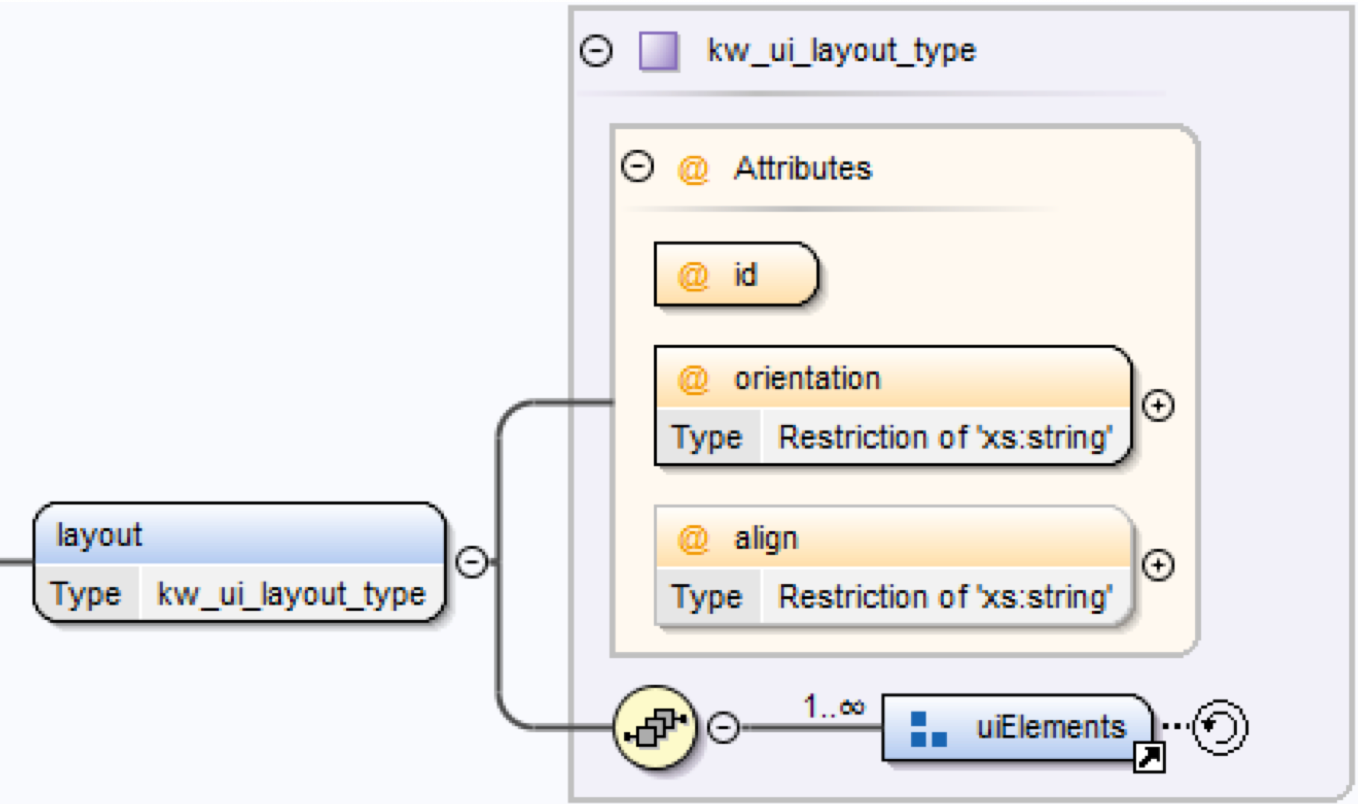 kw_ui_layout_type
@ Attributes
@ id
@ orientation
Type Restriction of 'xs:string'
@ align
Type Restriction of 'xs:string'
layout
Type kw_ui_layout_type
1..∞
uiElements